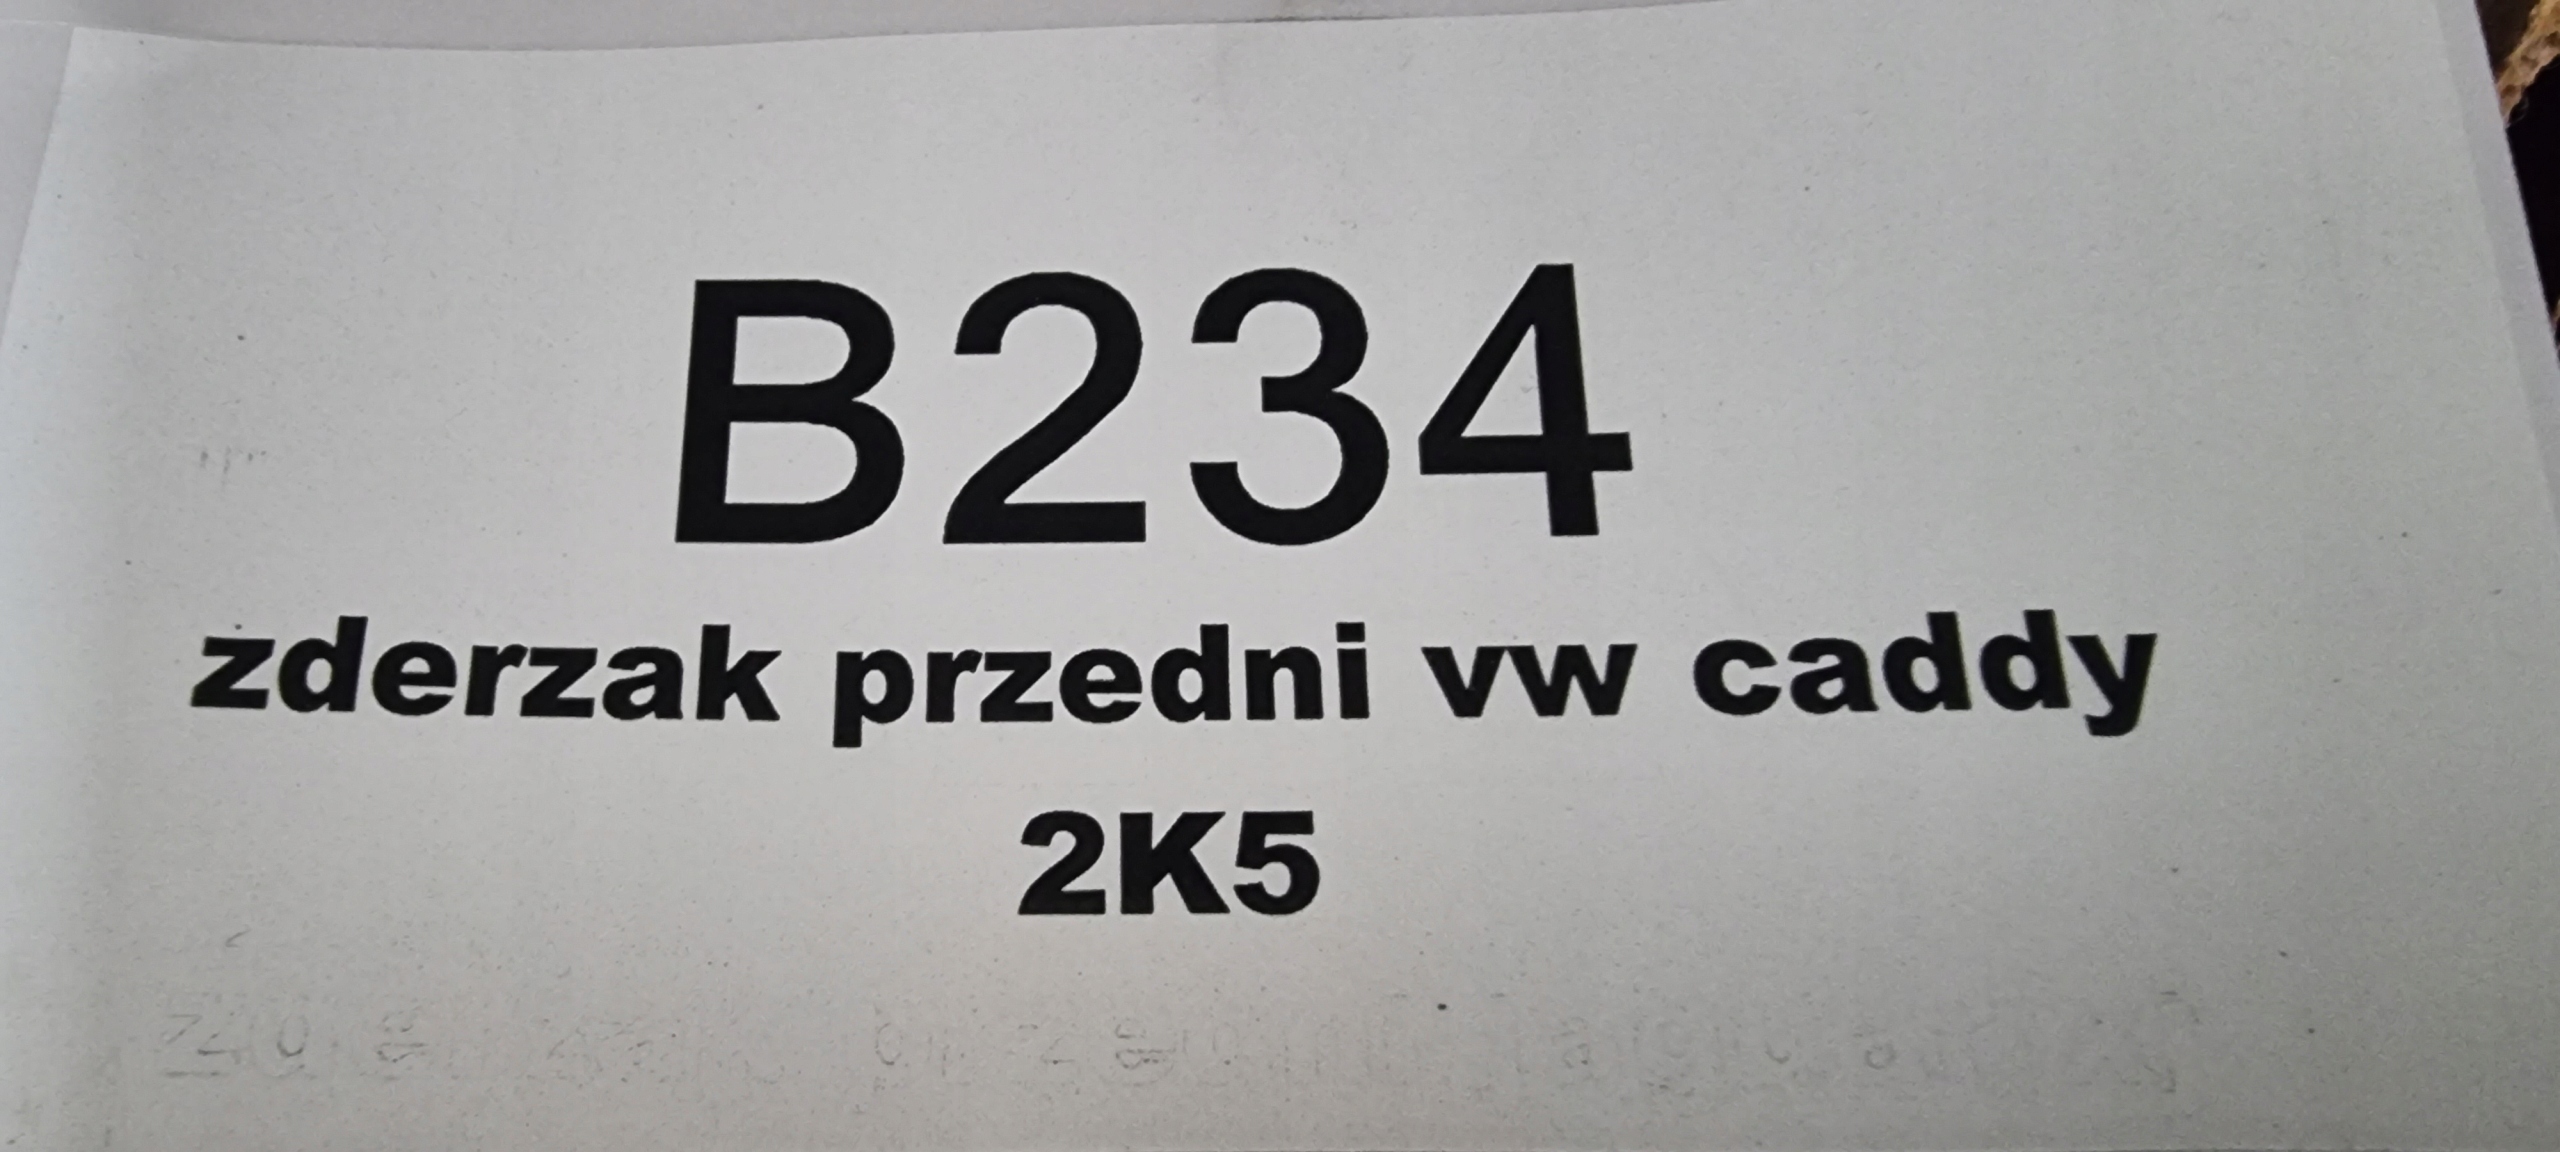 B234
zderzak przedni vw caddy
2K5